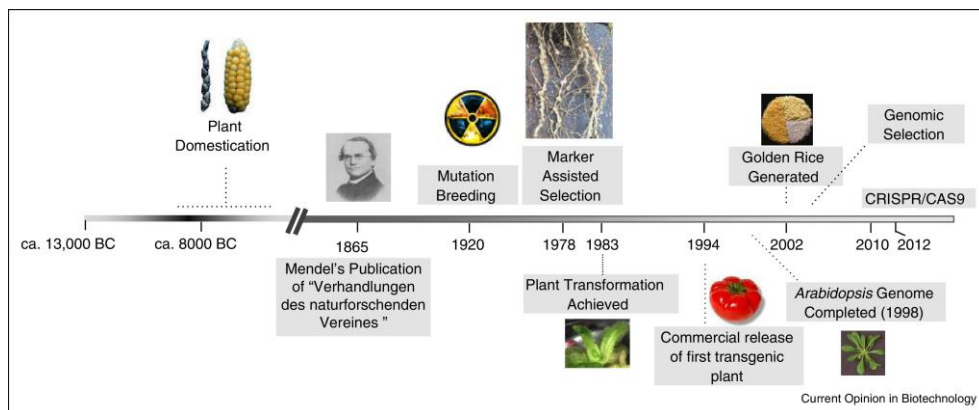 Plant
Domestication
Mutation
Breeding
Marker
Assisted
Selection
Golden Rice
Generated
Genomic
Selection
CRISPR/CAS9
ca. 13,000 BC
ca. 8000 BC
1865
1920
1978
1983
1994
2002
2010
2012
Mendel's Publication
of “Verhandlungen
des naturforschenden
Vereines ”
Plant Transformation
Achieved
Commercial release
of first transgenic
plant
Arabidopsis Genome
Completed (1998)
Current Opinion in Biotechnology